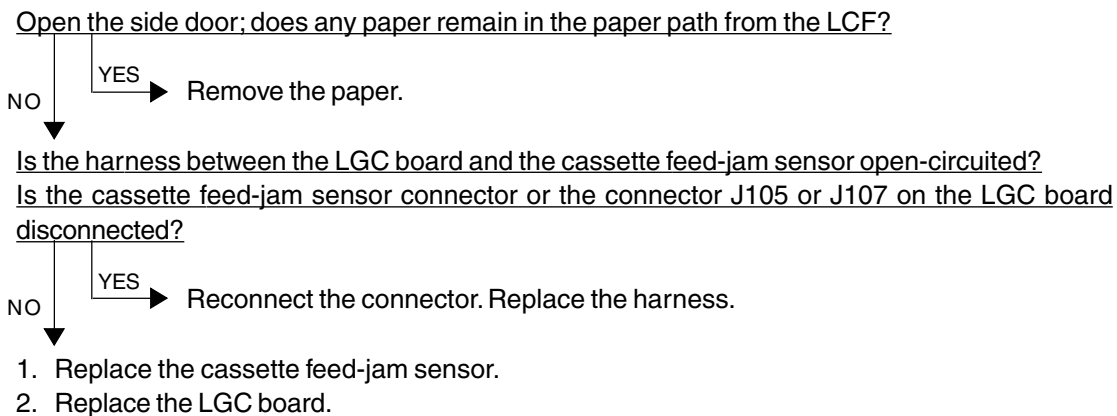 Open the side door; does any paper remain in the paper path from the LCF?
YES
Remove the paper.
NO
Is the harness between the LGC board and the cassette feed-jam sensor open-circuited?
Is the cassette feed-jam sensor connector or the connector J105 or J107 on the LGC board
disconnected?
YES
Reconnect the connector. Replace the harness.
NO
1. Replace the cassette feed-jam sensor.
2. Replace the LGC board.